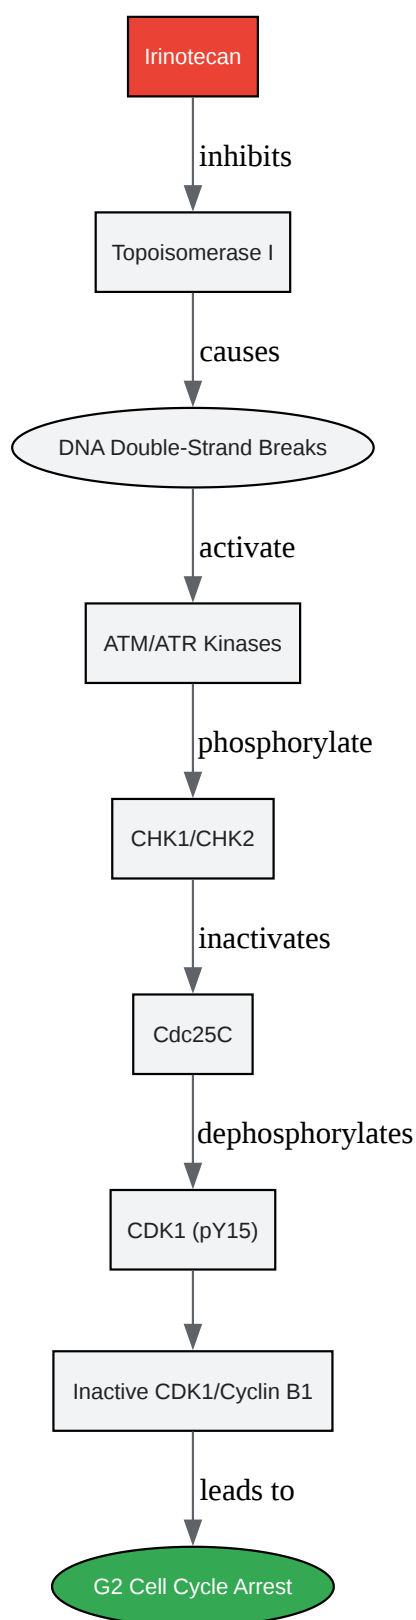 Irinotecan
inhibits
Topoisomerase I
causes
DNA Double-Strand Breaks
activate
ATM/ATR Kinases
phosphorylate
CHK1/CHK2
inactivates
Cdc25C
dephosphorylates
CDK1 (pY15)
Inactive CDK1/Cyclin B1
leads to
G2 Cell Cycle Arrest